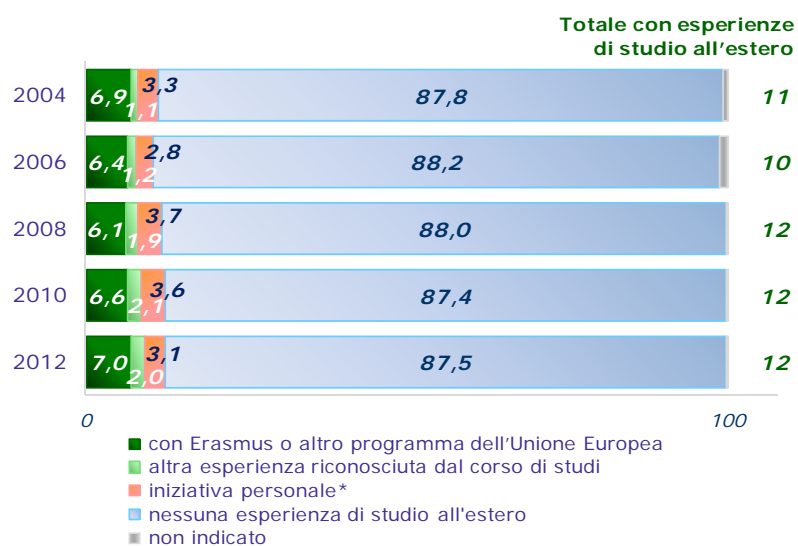 Totale con esperienze
di studio all'estero
2004 6,9 1,1 3,3 87,8 11
2006 6,4 1,2 2,8 88,2 10
2008 6,1 1,9 3,7 88,0 12
2010 6,6 2,1 3,6 87,4 12
2012 7,0 2,0 3,1 87,5 12
0 100
con Erasmus o altro programma dell'Unione Europea
altra esperienza riconosciuta dal corso di studi
iniziativa personale*
nessuna esperienza di studio all'estero
non indicato